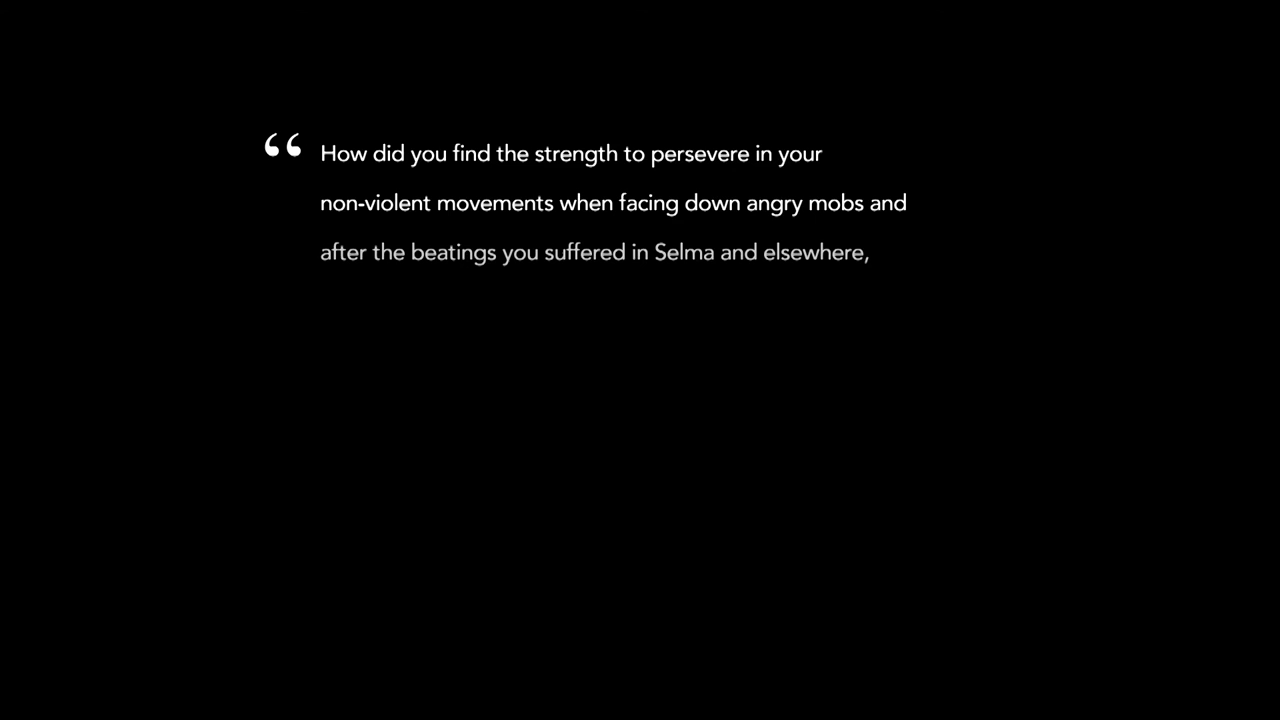 “ How did you find the strength to persevere in your
non-violent movements when facing down angry mobs and
after the beatings you suffered in Selma and elsewhere,